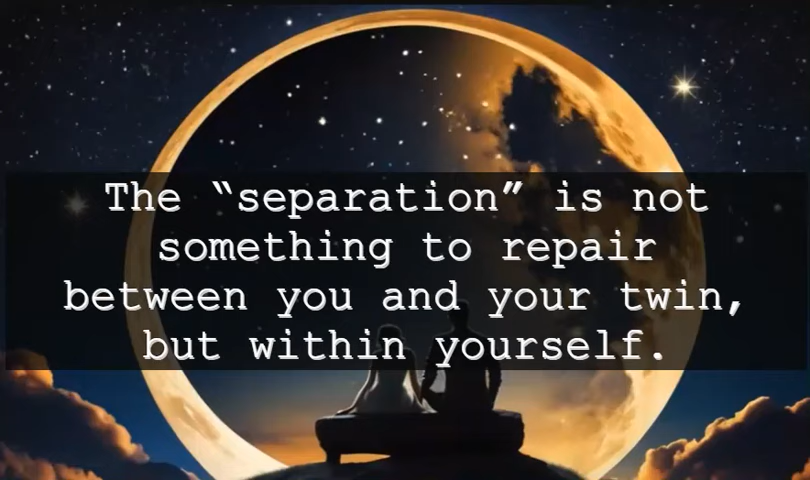 The “separation” is not
something to repair
between you and your twin,
but within yourself.